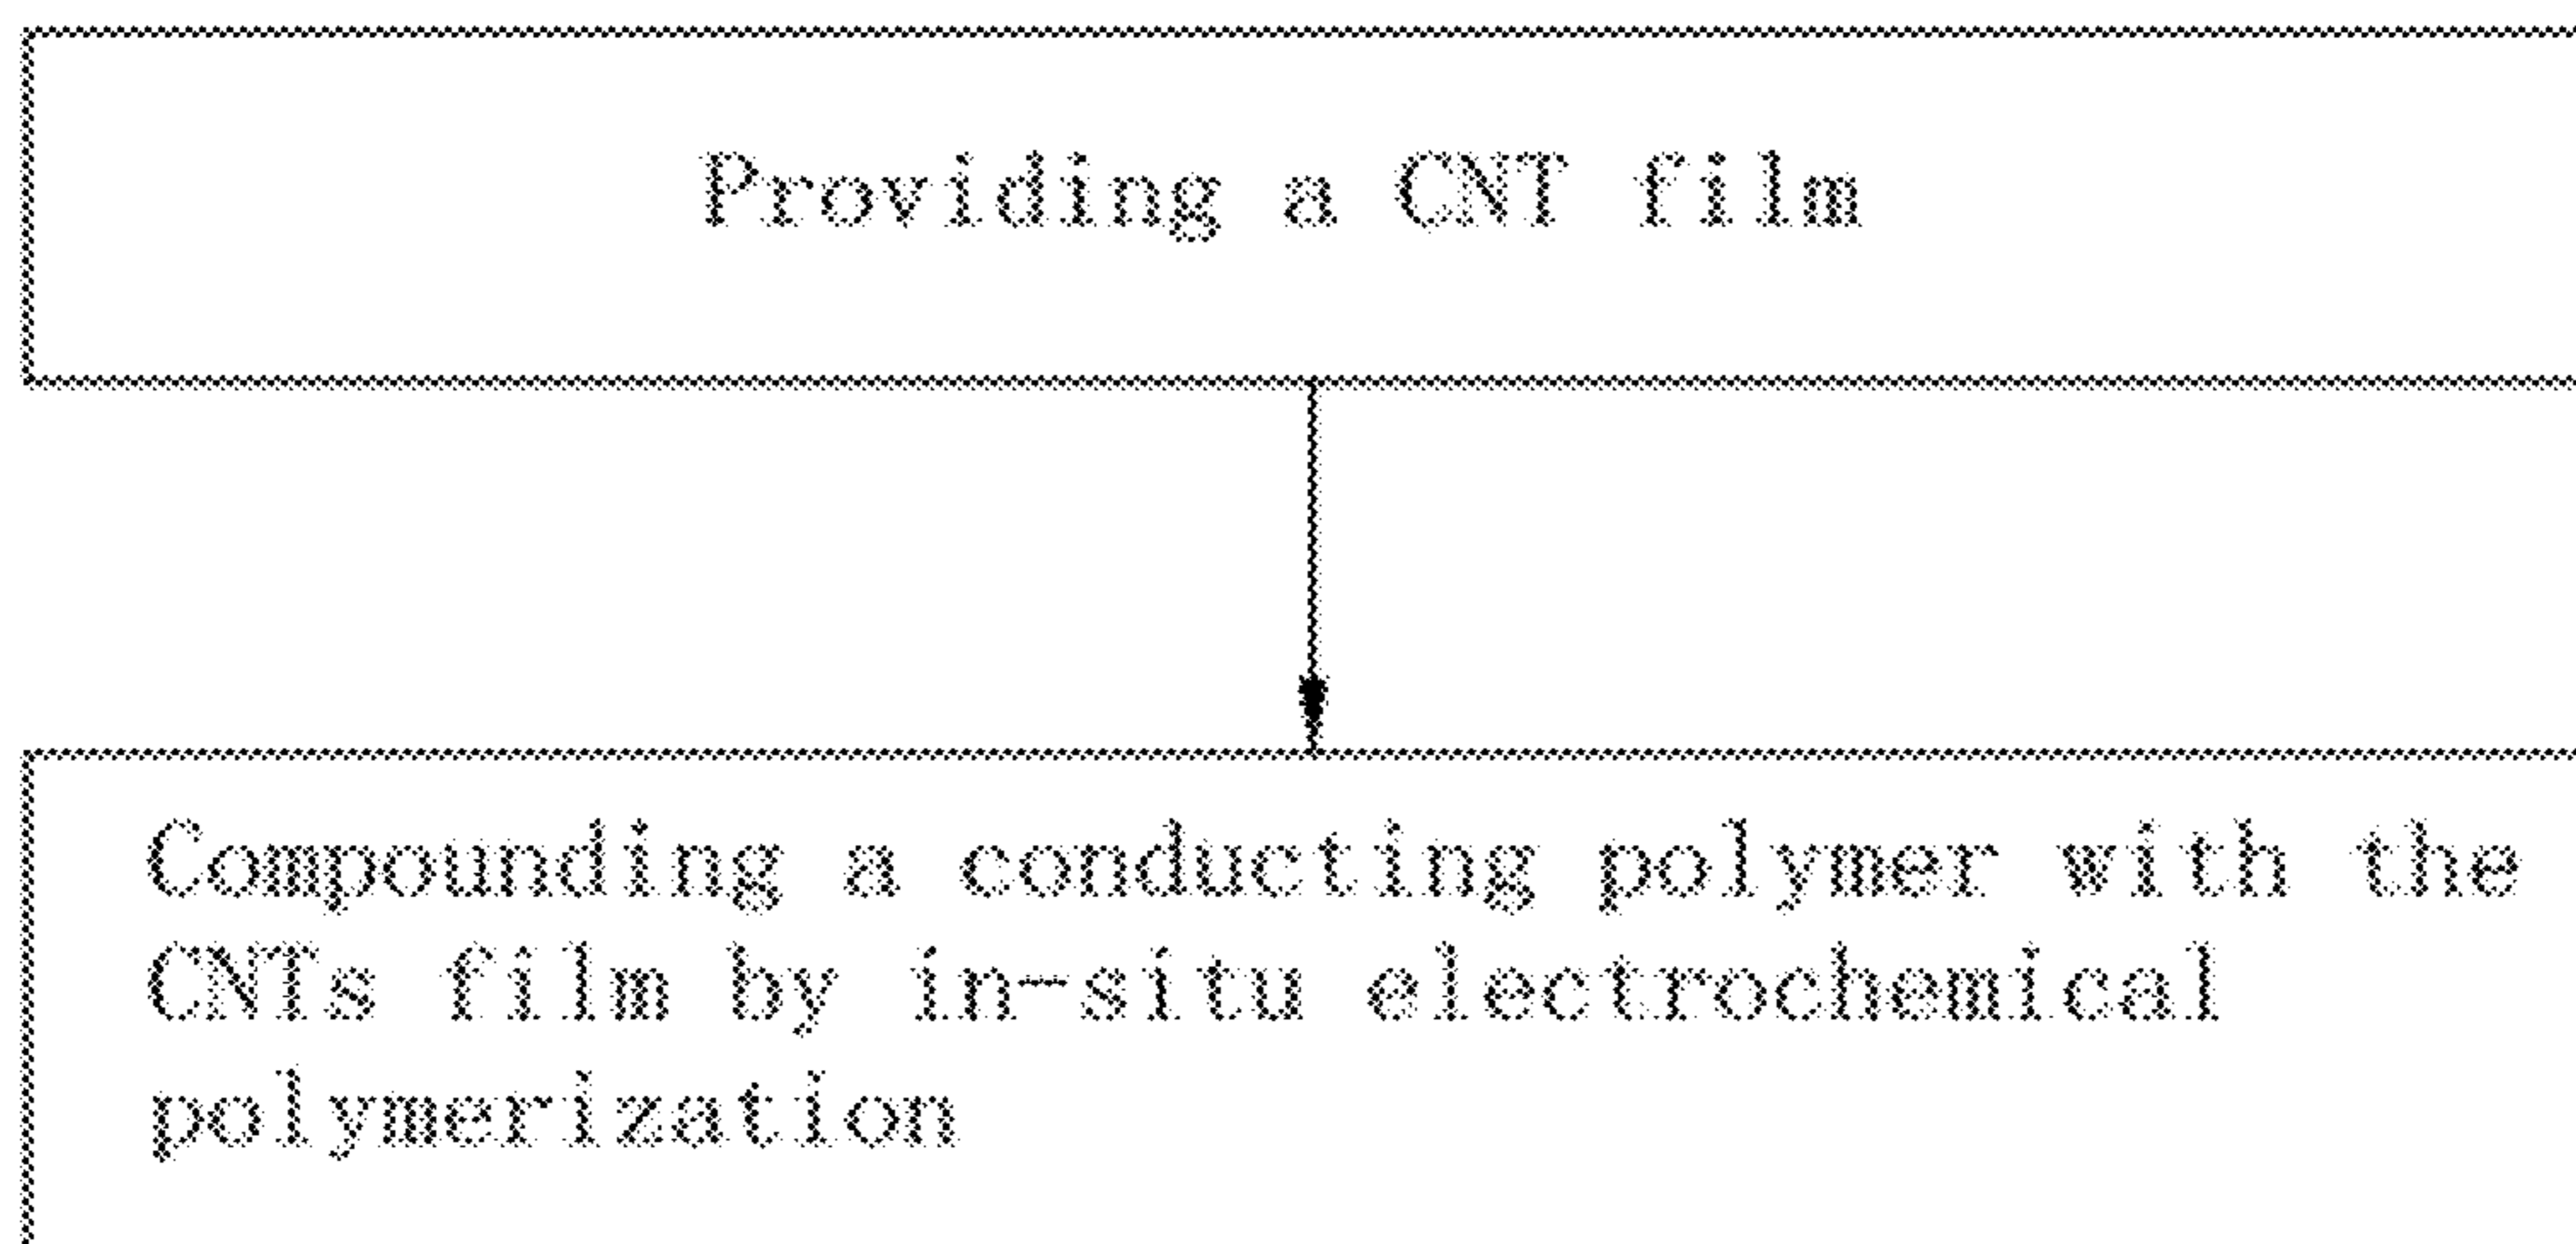 Providing a CNT film
Compounding a conducting polymer with the
CNTs film by in-situ electrochemical
polymerization